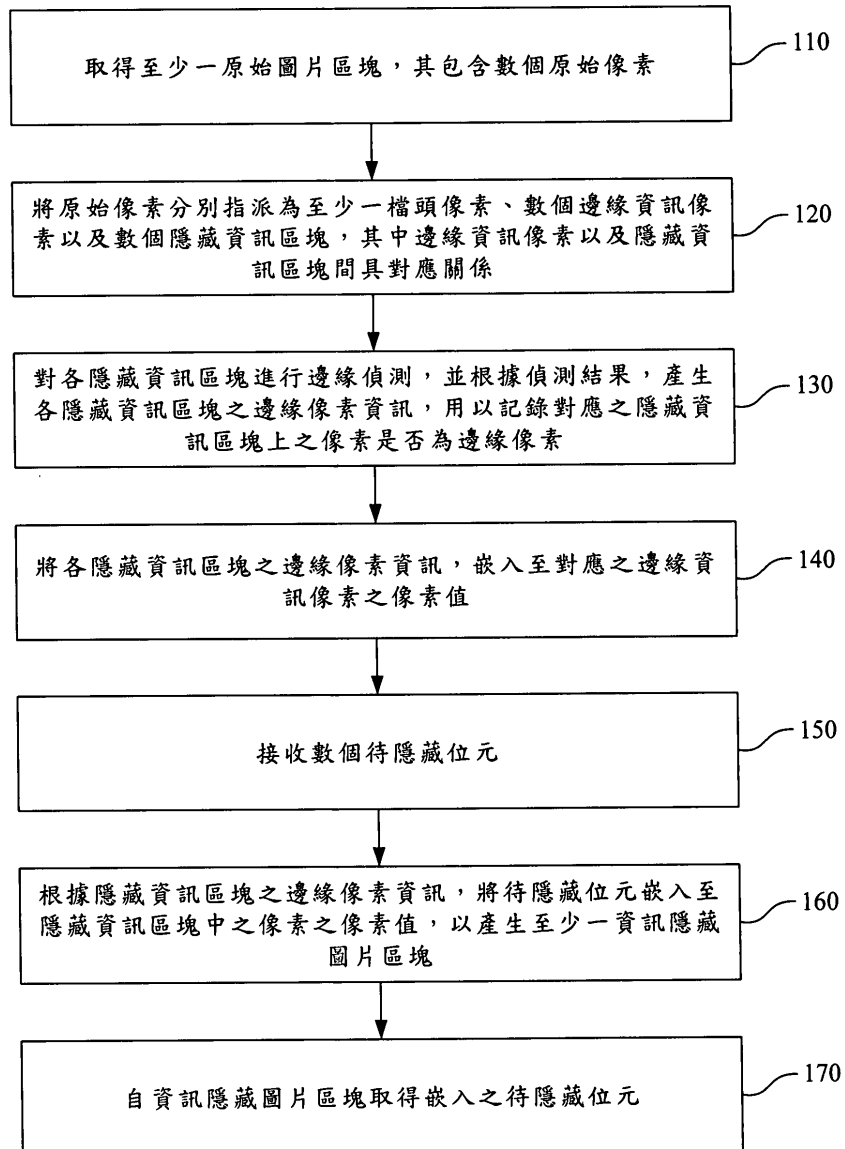 取得至少一原始圖片區塊，其包含數個原始像素
110
將原始像素分別指派為至少一檔頭像素、數個邊緣資訊像
素以及數個隱藏資訊區塊，其中邊緣資訊像素以及隱藏資
訊區塊間具對應關係
120
對各隱藏資訊區塊進行邊緣偵測，並根據偵測結果，產生
各隱藏資訊區塊之邊緣像素資訊，用以記錄對應之隱藏資
訊區塊上之像素是否為邊緣像素
130
將各隱藏資訊區塊之邊緣像素資訊，嵌入至對應之邊緣資
訊像素之像素值
140
接收數個待隱藏位元
150
根據隱藏資訊區塊之邊緣像素資訊，將待隱藏位元嵌入至
隱藏資訊區塊中之像素之像素值，以產生至少一資訊隱藏
圖片區塊
160
自資訊隱藏圖片區塊取得嵌入之待隱藏位元
170